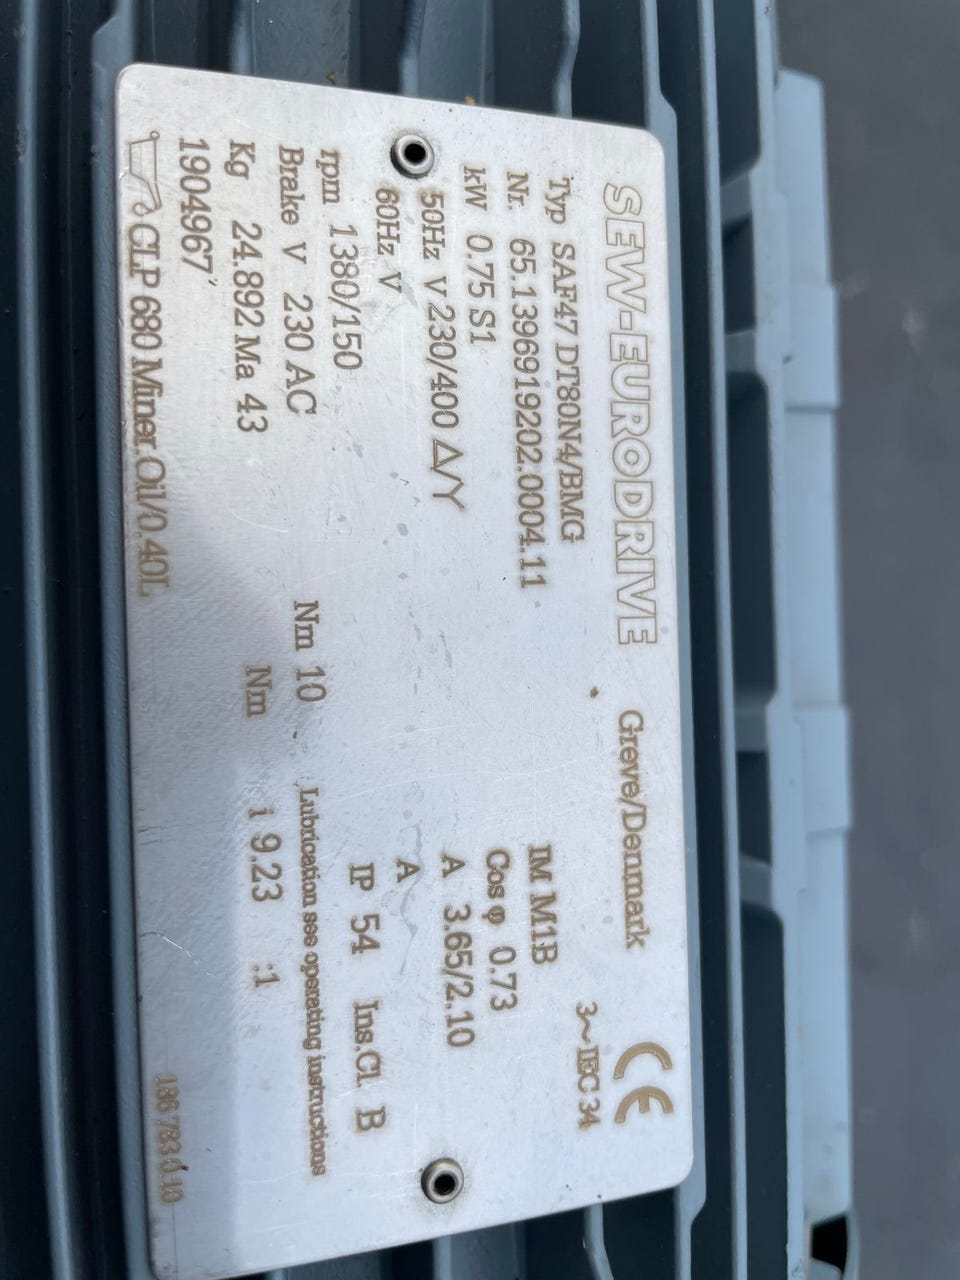 SEW-EURODRIVE Greve/Denmark CE
Typ SAF47 DT80N4/BMG 3~IEC 34
Nr. 65.1396919202.0004.11 IM M1B
kW 0.75 S1 Cos φ 0.73
50Hz V 230/400 Δ/Y A 3.65/2.10
60Hz V A
rpm 1380/150 IP 54 Ins.Cl. B
Brake V 230 AC Nm 10 Lubrication see operating instructions
Kg 24.892 Ma 43 Nm i 9.23 :1
1904967
CLP 680 Miner.Oil/0.40L 186 783 0.10